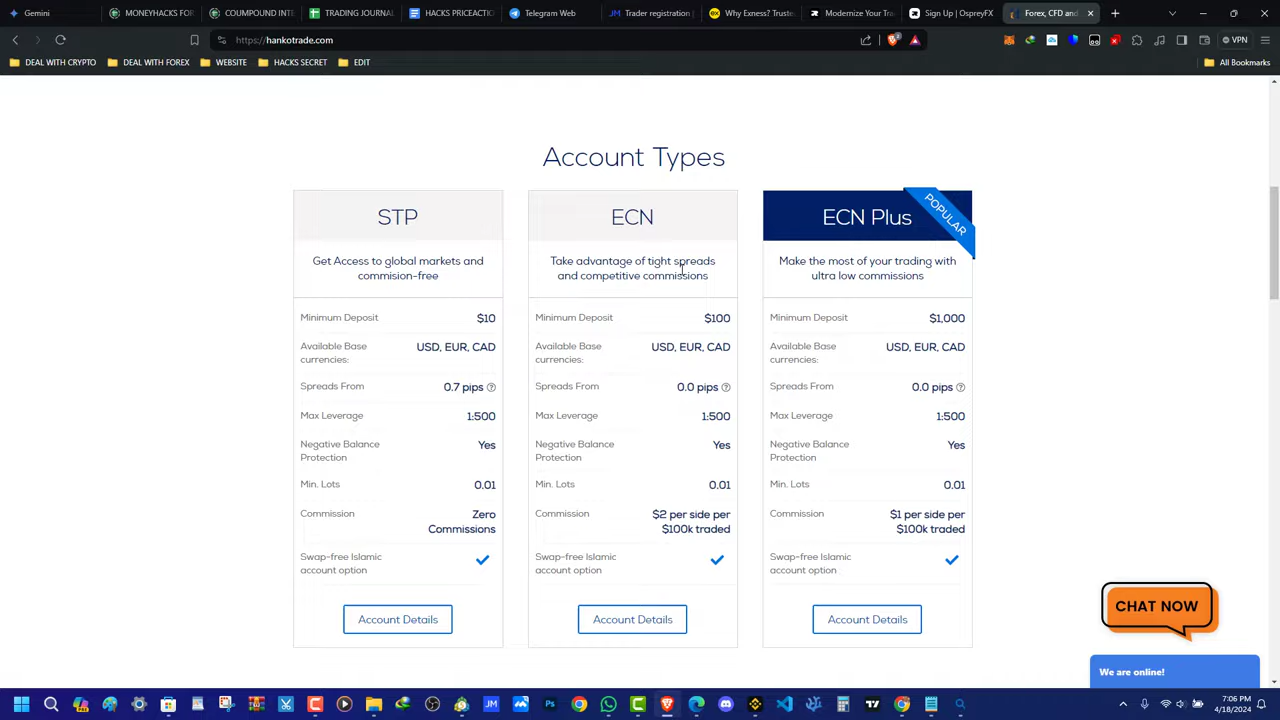 Gemini
MONEYHACKS FOR
COUMPOUND INTE
TRADING JOURNAL
HACKS PRICEACTIO
Telegram Web
Trader registration |
Why Exness? Truste
Modernize Your Tra
Sign Up | OspreyFX
Forex, CFD and
https://hankotrade.com
2
VPN
DEAL WITH CRYPTO
DEAL WITH FOREX
WEBSITE
HACKS SECRET
EDIT
All Bookmarks
Account Types
STP
Get Access to global markets and
commision-free
Minimum Deposit $10
Available Base
currencies: USD, EUR, CAD
Spreads From 0.7 pips
Max Leverage 1:500
Negative Balance
Protection Yes
Min. Lots 0.01
Commission Zero
Commissions
Swap-free Islamic
account option
Account Details
ECN
Take advantage of tight spreads
and competitive commissions
Minimum Deposit $100
Available Base
currencies: USD, EUR, CAD
Spreads From 0.0 pips
Max Leverage 1:500
Negative Balance
Protection Yes
Min. Lots 0.01
Commission $2 per side per
$100k traded
Swap-free Islamic
account option
Account Details
ECN Plus
POPULAR
Make the most of your trading with
ultra low commissions
Minimum Deposit $1,000
Available Base
currencies: USD, EUR, CAD
Spreads From 0.0 pips
Max Leverage 1:500
Negative Balance
Protection Yes
Min. Lots 0.01
Commission $1 per side per
$100k traded
Swap-free Islamic
account option
Account Details
CHAT NOW
We are online!
7:06 PM
4/18/2024